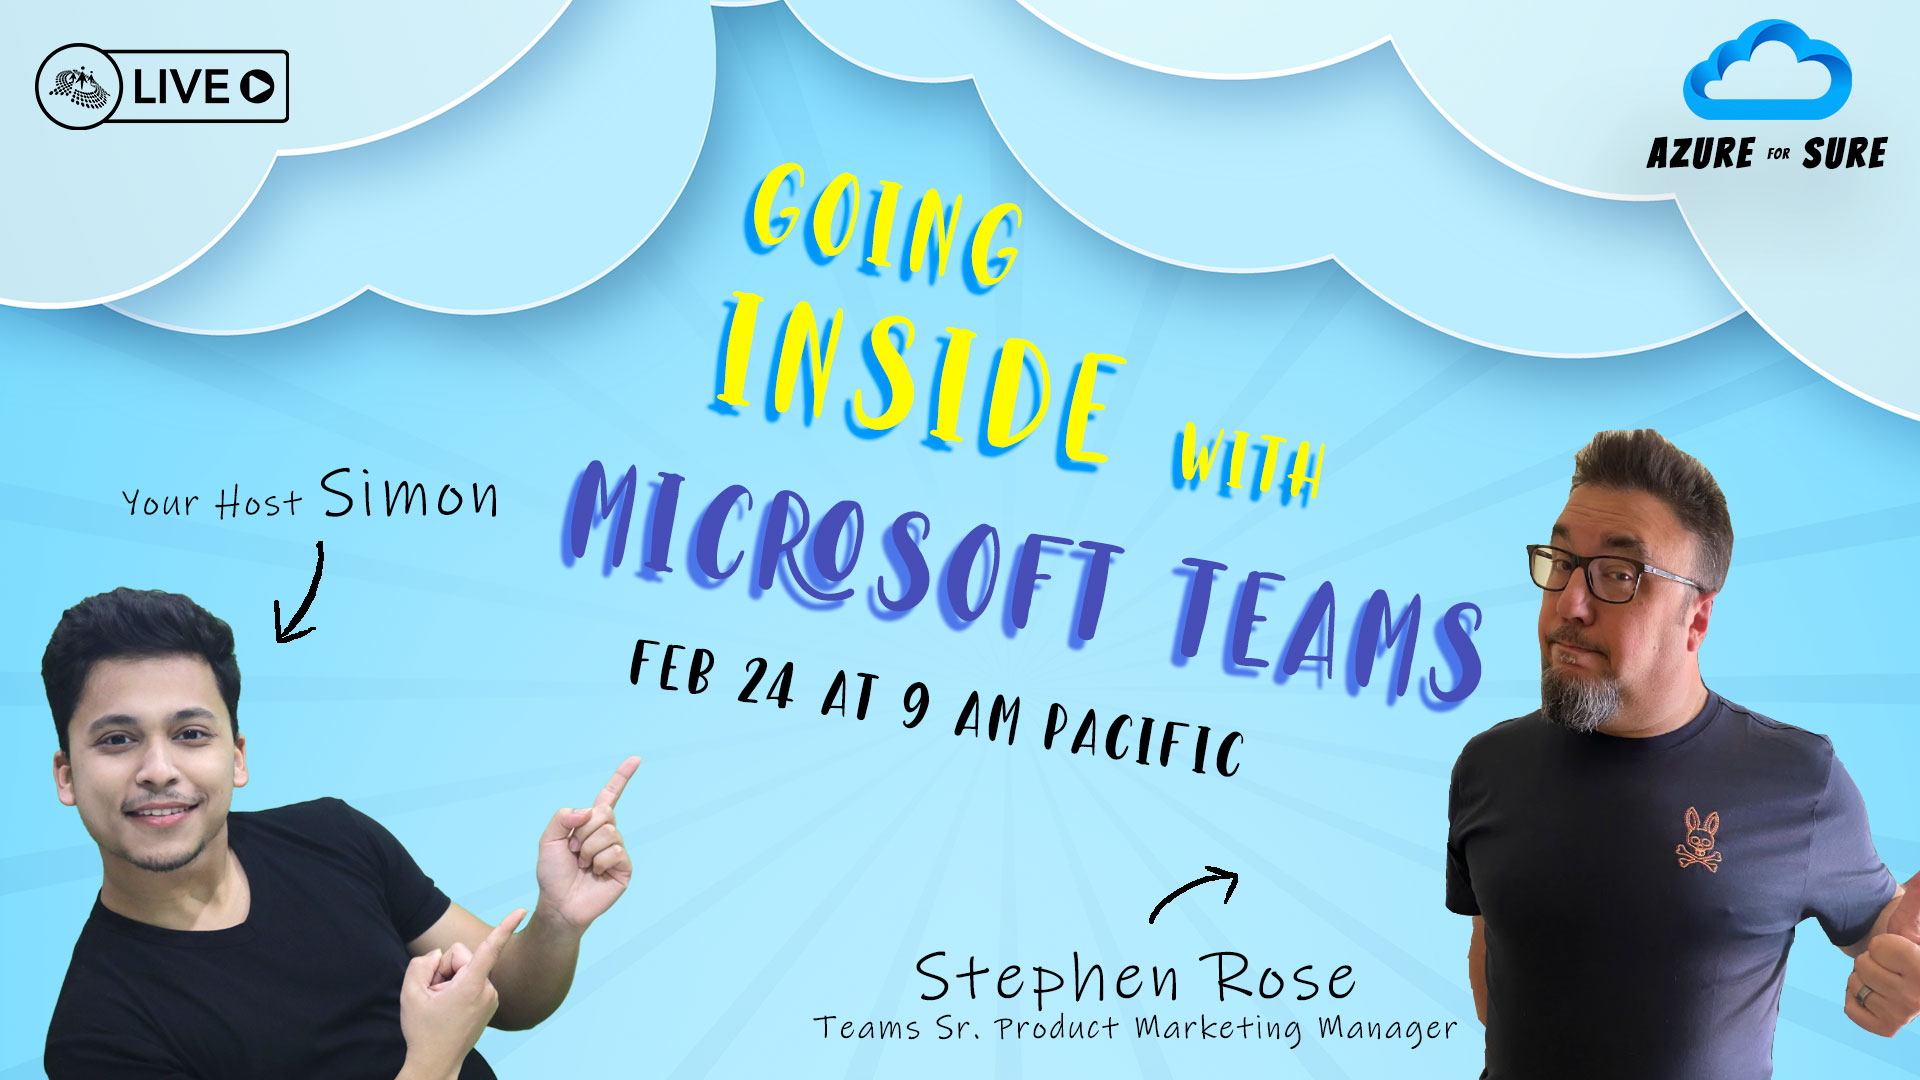 LIVE
AZURE FOR SURE
GOING
INSIDE WITH
MICROSOFT TEAMS
FEB 24 AT 9 AM PACIFIC
Your Host Simon
Stephen Rose
Teams Sr. Product Marketing Manager